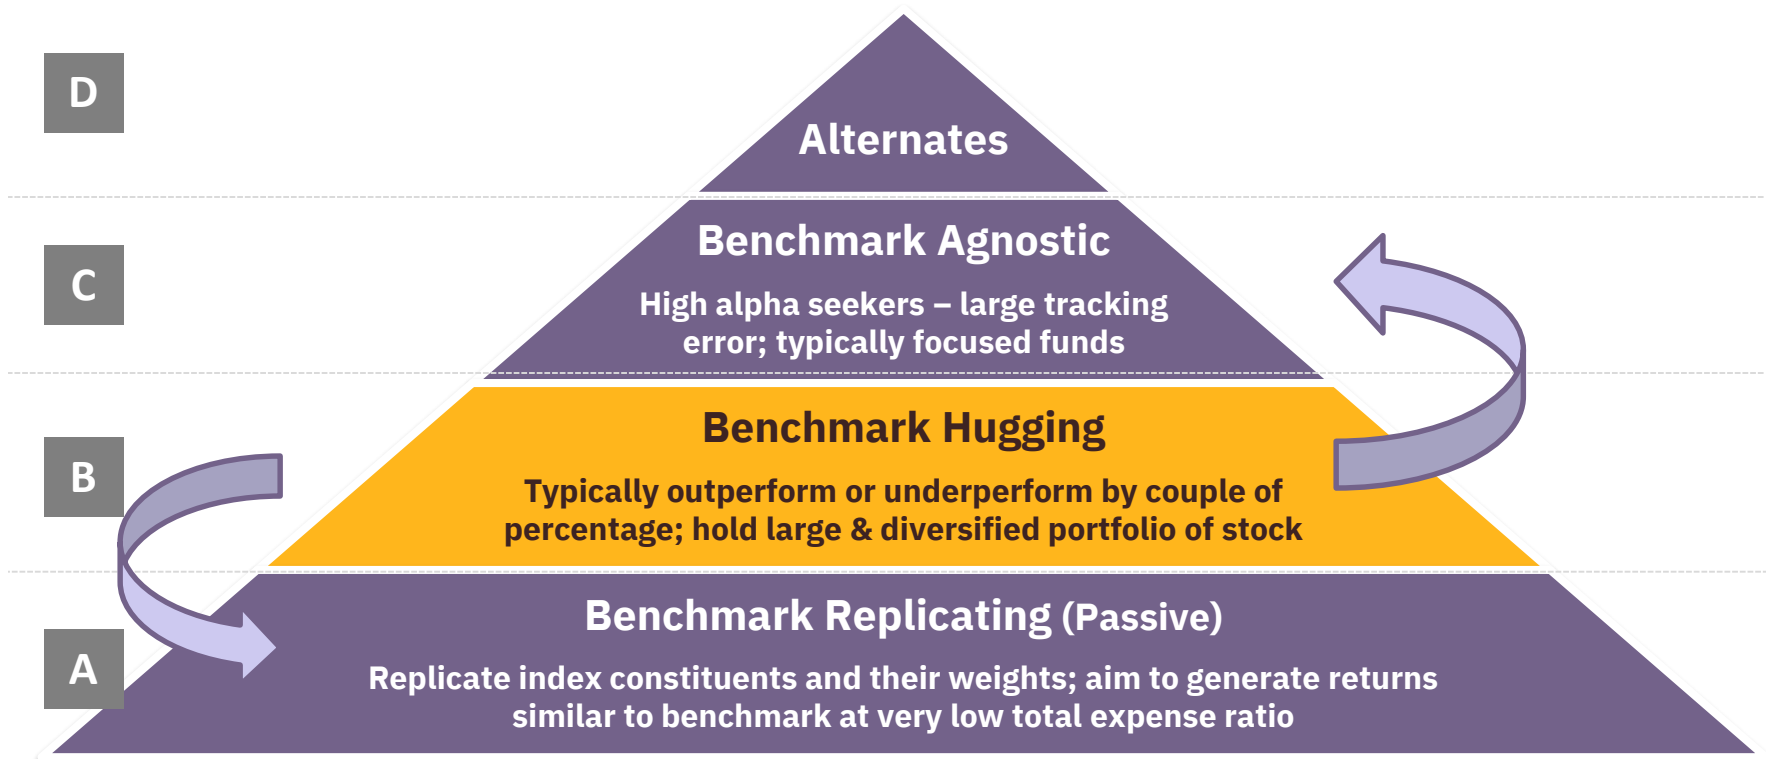 D
Alternates
C
Benchmark Agnostic
High alpha seekers – large tracking
error; typically focused funds
B
Benchmark Hugging
Typically outperform or underperform by couple of
percentage; hold large & diversified portfolio of stock
A
Benchmark Replicating (Passive)
Replicate index constituents and their weights; aim to generate returns
similar to benchmark at very low total expense ratio